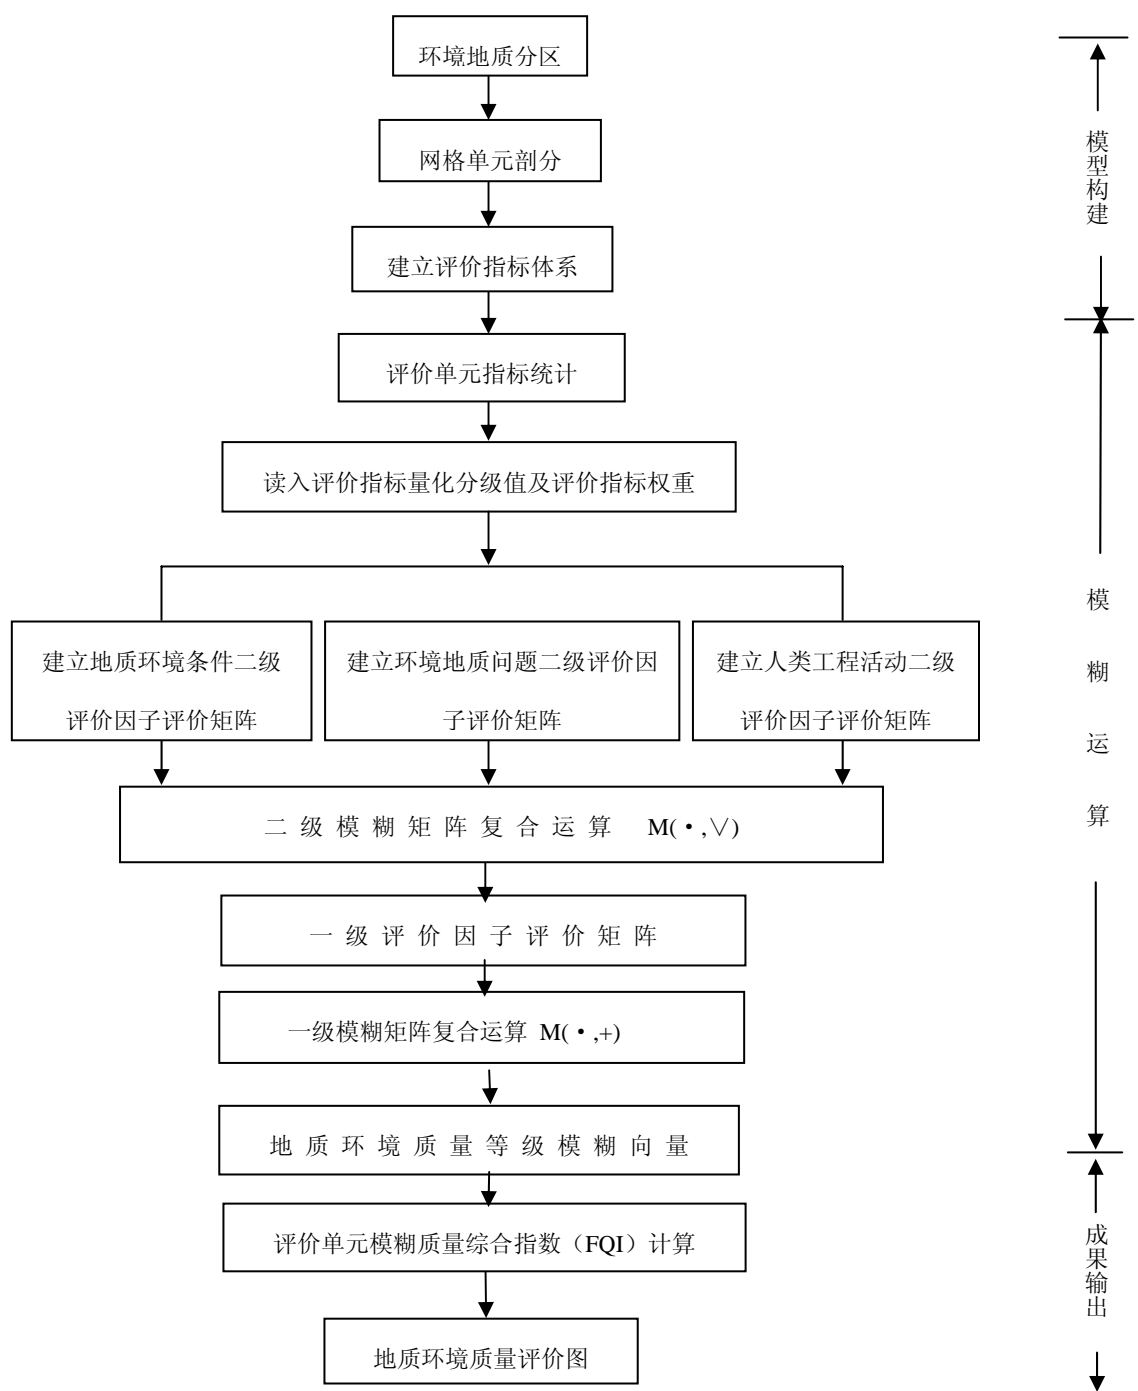 环境地质分区
网格单元剖分
建立评价指标体系
评价单元指标统计
读入评价指标量化分级值及评价指标权重
建立地质环境条件二级
评价因子评价矩阵
建立环境地质问题二级评价因
子评价矩阵
建立人类工程活动二级
评价因子评价矩阵
二级模糊矩阵复合运算 M(•,∨)
一级评价因子评价矩阵
一级模糊矩阵复合运算 M(•,+)
地质环境质量等级模糊向量
评价单元模糊质量综合指数（FQI）计算
地质环境质量评价图
模型构建
模糊运算
成果输出